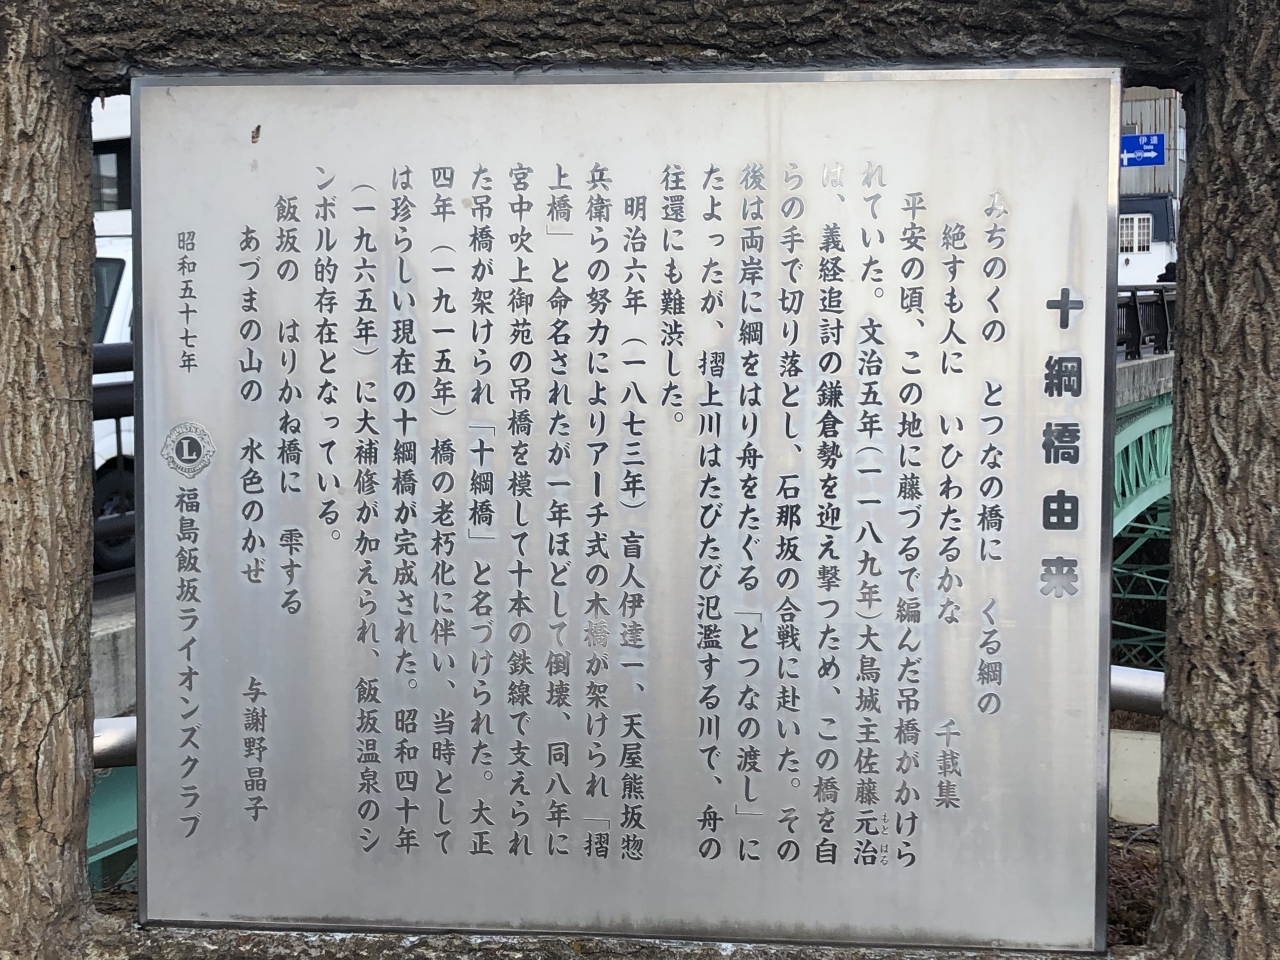 十綱橋由来
みちのくの　とつなの橋に　くる綱の
絶すも人に　いひわたるかな　　千載集
平安の頃、この地に藤づるで編んだ吊橋がかけら
れていた。文治五年(一一八九年)大鳥城主佐藤元治
もとはる
は、義経追討の鎌倉勢を迎え撃つため、この橋を自
らの手で切り落とし、石那坂の合戦に赴いた。その
後は両岸に綱をはり舟をたぐる「とつなの渡し」に
たよったが、摺上川はたびたび氾濫する川で、舟の
往還にも難渋した。
明治六年(一八七三年)盲人伊達一、天屋熊坂惣
兵衛らの努力によりアーチ式の木橋が架けられ「摺
上橋」と命名されたが一年ほどして倒壊、同八年に
宮中吹上御苑の吊橋を模して十本の鉄線で支えられ
た吊橋が架けられ「十綱橋」と名づけられた。大正
四年(一九一五年)橋の老朽化に伴い、当時として
は珍らしい現在の十綱橋が完成された。昭和四十年
(一九六五年)に大補修が加えられ、飯坂温泉のシ
ンボル的存在となっている。
飯坂の　はりかね橋に　雫する
あづまの山の　水色のかぜ　　与謝野晶子
昭和五十七年　L　福島飯坂ライオンズクラブ
伊達
Date